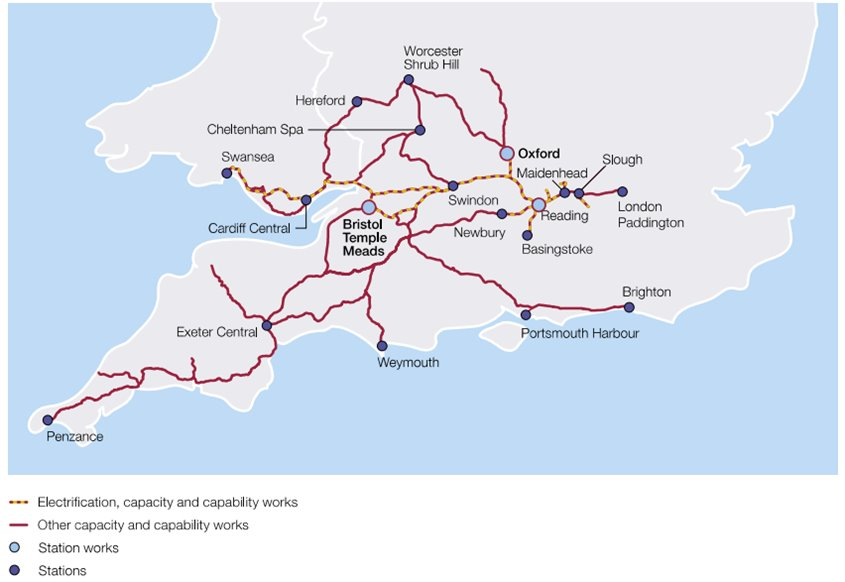 Worcester
Shrub Hill
Hereford
Cheltenham Spa
Oxford
Swansea
Maidenhead
Slough
Swindon
Reading
London
Paddington
Cardiff Central
Bristol
Temple
Meads
Newbury
Basingstoke
Brighton
Exeter Central
Portsmouth Harbour
Weymouth
Penzance
Electrification, capacity and capability works
Other capacity and capability works
Station works
Stations